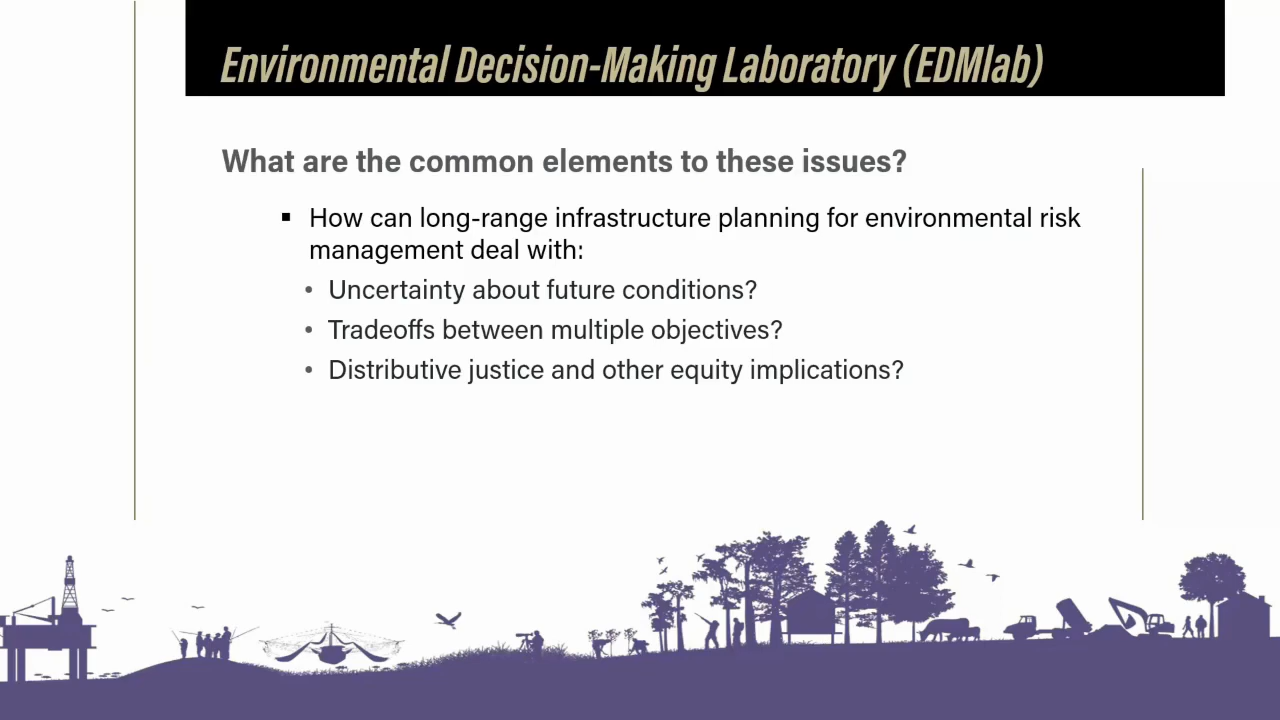 Environmental Decision-Making Laboratory (EDMlab)
What are the common elements to these issues?
▪ How can long-range infrastructure planning for environmental risk
management deal with:
• Uncertainty about future conditions?
• Tradeoffs between multiple objectives?
• Distributive justice and other equity implications?